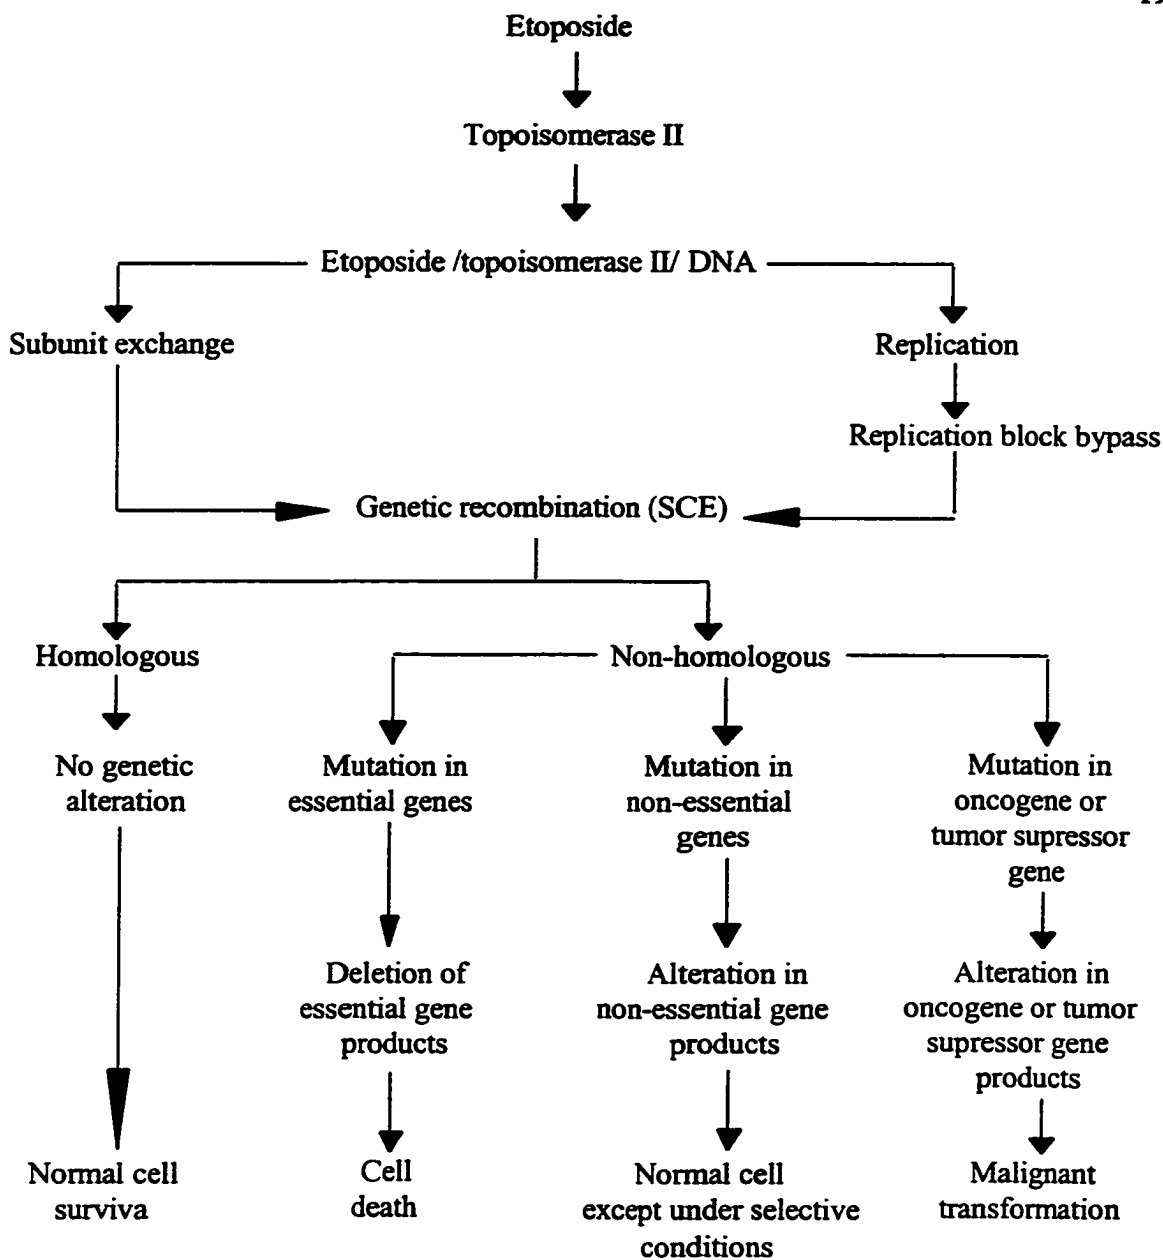 Etoposide
Topoisomerase II
Etoposide /topoisomerase II/ DNA
Subunit exchange
Replication
Replication block bypass
Genetic recombination (SCE)
Homologous
Non-homologous
No genetic
alteration
Mutation in
essential genes
Mutation in
non-essential
genes
Mutation in
oncogene or
tumor supressor
gene
Deletion of
essential gene
products
Alteration in
non-essential gene
products
Alteration in
oncogene or tumor
supressor gene
products
Normal cell
surviva
Cell
death
Normal cell
except under selective
conditions
Malignant
transformation